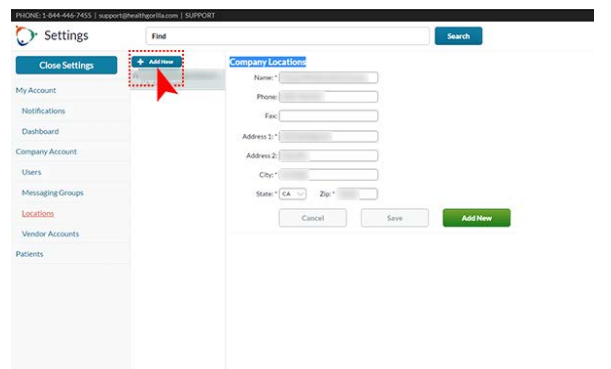 PHONE: 1-844-446-7455 | support@healthgorilla.com | SUPPORT
Settings
Find
Search
Close Settings
+ Add New
Company Locations
My Account
Name: *
Notifications
Phone:
Dashboard
Fax:
Company Account
Address 1: *
Users
Address 2:
Messaging Groups
City: *
Locations
State: * CA Zip: *
Vendor Accounts
Cancel Save Add New
Patients